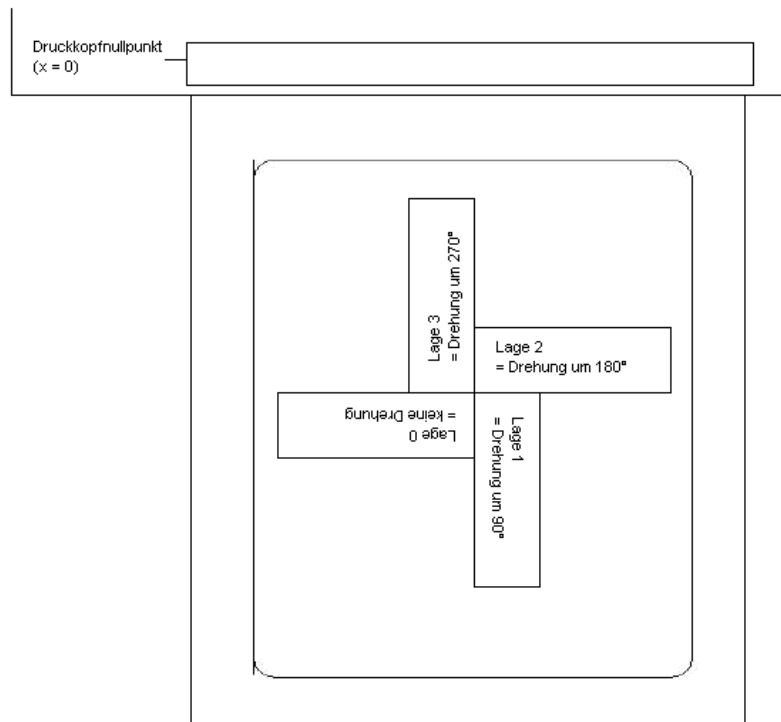 Druckkopfnullpunkt
(x = 0)
Lage 3
= Drehung um 270°
Lage 2
= Drehung um 180°
Lage 0
= keine Drehung
Lage 1
= Drehung um 90°